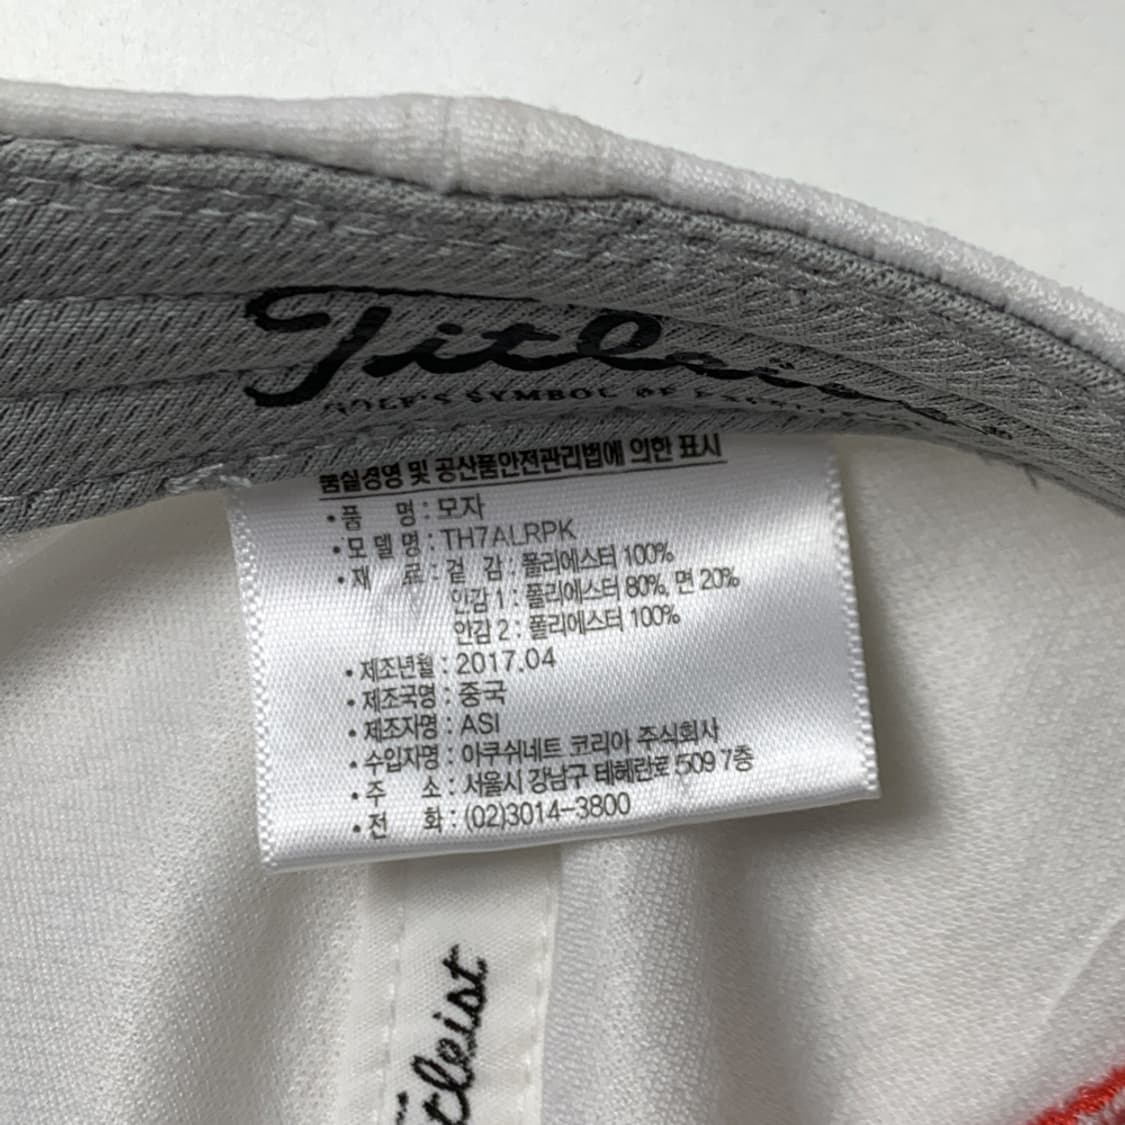 Titleist
GOLF'S SYMBOL OF EXCELLENCE
품질경영 및 공산품안전관리법에 의한 표시
• 품 명 : 모자
• 모델명 : TH7ALRPK
• 재 료 : 겉 감 : 폴리에스터 100%
안감 1 : 폴리에스터 80%, 면 20%
안감 2 : 폴리에스터 100%
• 제조년월 : 2017.04
• 제조국명 : 중국
• 제조자명 : ASI
• 수입자명 : 아쿠쉬네트 코리아 주식회사
• 주 소 : 서울시 강남구 테헤란로 509 7층
• 전 화 : (02)3014-3800
Titleist